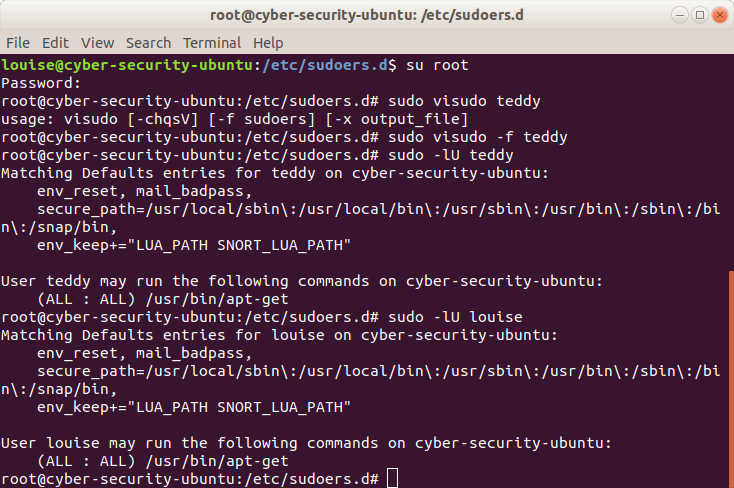 root@cyber-security-ubuntu: /etc/sudoers.d
File Edit View Search Terminal Help
louise@cyber-security-ubuntu:/etc/sudoers.d$ su root
Password:
root@cyber-security-ubuntu:/etc/sudoers.d# sudo visudo teddy
usage: visudo [-chqsV] [-f sudoers] [-x output_file]
root@cyber-security-ubuntu:/etc/sudoers.d# sudo visudo -f teddy
root@cyber-security-ubuntu:/etc/sudoers.d# sudo -lU teddy
Matching Defaults entries for teddy on cyber-security-ubuntu:
    env_reset, mail_badpass,
    secure_path=/usr/local/sbin\:/usr/local/bin\:/usr/sbin\:/usr/bin\:/sbin\:/bi
n\:/snap/bin,
    env_keep+="LUA_PATH SNORT_LUA_PATH"

User teddy may run the following commands on cyber-security-ubuntu:
    (ALL : ALL) /usr/bin/apt-get
root@cyber-security-ubuntu:/etc/sudoers.d# sudo -lU louise
Matching Defaults entries for louise on cyber-security-ubuntu:
    env_reset, mail_badpass,
    secure_path=/usr/local/sbin\:/usr/local/bin\:/usr/sbin\:/usr/bin\:/sbin\:/bi
n\:/snap/bin,
    env_keep+="LUA_PATH SNORT_LUA_PATH"

User louise may run the following commands on cyber-security-ubuntu:
    (ALL : ALL) /usr/bin/apt-get
root@cyber-security-ubuntu:/etc/sudoers.d#